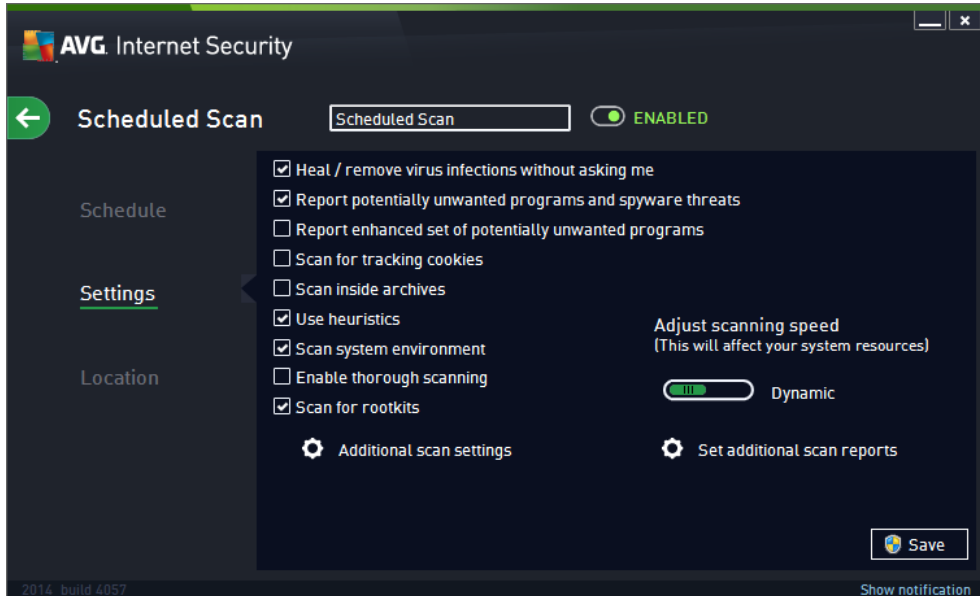 AVG. Internet Security
Scheduled Scan
Scheduled Scan
ENABLED
Schedule
Settings
Location
Heal / remove virus infections without asking me
Report potentially unwanted programs and spyware threats
Report enhanced set of potentially unwanted programs
Scan for tracking cookies
Scan inside archives
Use heuristics
Scan system environment
Enable thorough scanning
Scan for rootkits
Adjust scanning speed
(This will affect your system resources)
Dynamic
Additional scan settings
Set additional scan reports
Save
2014 build 4057
Show notification